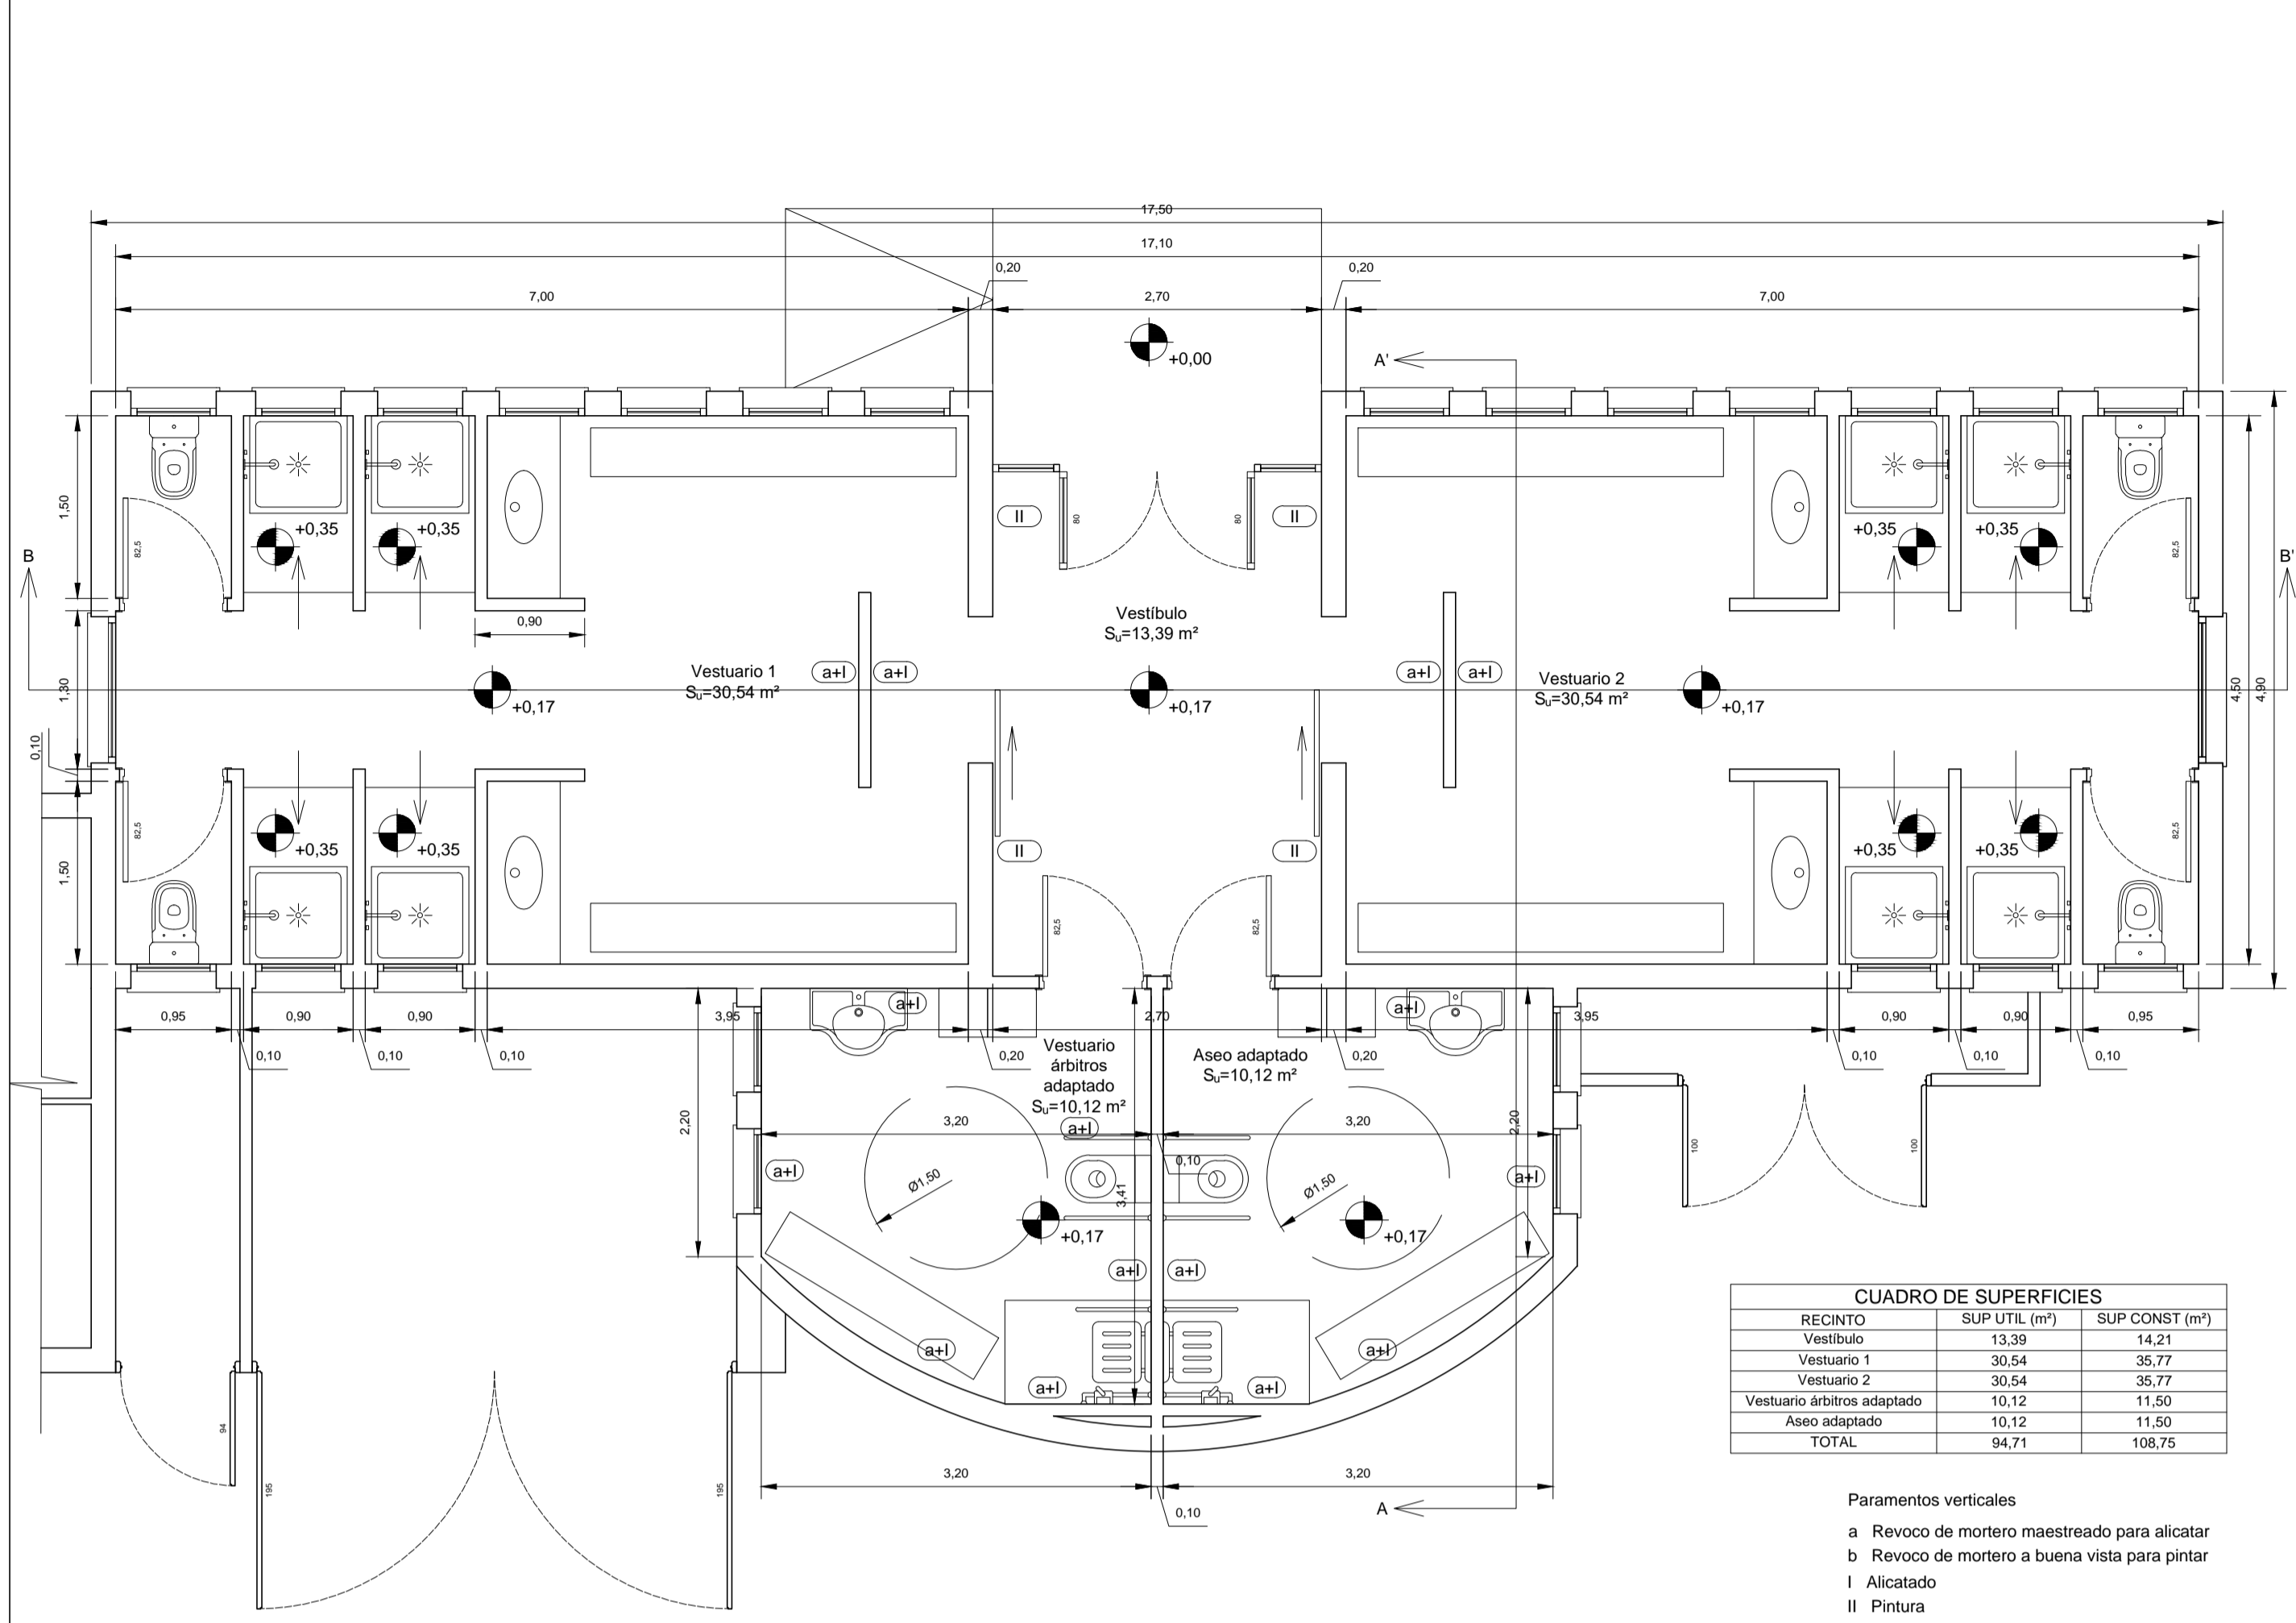 17,50
17,10
0,20
0,20
7,00
2,70
7,00
+0,00
A'
1,50
82,5
+0,35
+0,35
II
80
80
II
+0,35
+0,35
82,5
B
B'
0,90
Vestíbulo
Su=13,39 m²
1,30
Vestuario 1
Su=30,54 m²
a+I
a+I
a+I
a+I
Vestuario 2
Su=30,54 m²
4,50
4,90
+0,17
+0,17
+0,17
0,10
1,50
82,5
+0,35
+0,35
II
II
+0,35
+0,35
82,5
82,5
82,5
a+I
a+I
0,95
0,90
0,90
3,95
2,70
3,95
0,90
0,90
0,95
0,10
0,10
0,10
0,20
0,20
0,10
0,10
0,10
Vestuario
árbitros
adaptado
Su=10,12 m²
Aseo adaptado
Su=10,12 m²
2,20
3,20
a+I
3,20
2,20
100
100
a+I
0,10
a+I
Ø1,50
3,41
Ø1,50
+0,17
+0,17
a+I
a+I
a+I
a+I
a+I
a+I
94
195
195
3,20
3,20
0,10
A
CUADRO DE SUPERFICIES
RECINTO SUP UTIL (m²) SUP CONST (m²)
Vestíbulo 13,39 14,21
Vestuario 1 30,54 35,77
Vestuario 2 30,54 35,77
Vestuario árbitros adaptado 10,12 11,50
Aseo adaptado 10,12 11,50
TOTAL 94,71 108,75
Paramentos verticales
a Revoco de mortero maestreado para alicatar
b Revoco de mortero a buena vista para pintar
I Alicatado
II Pintura